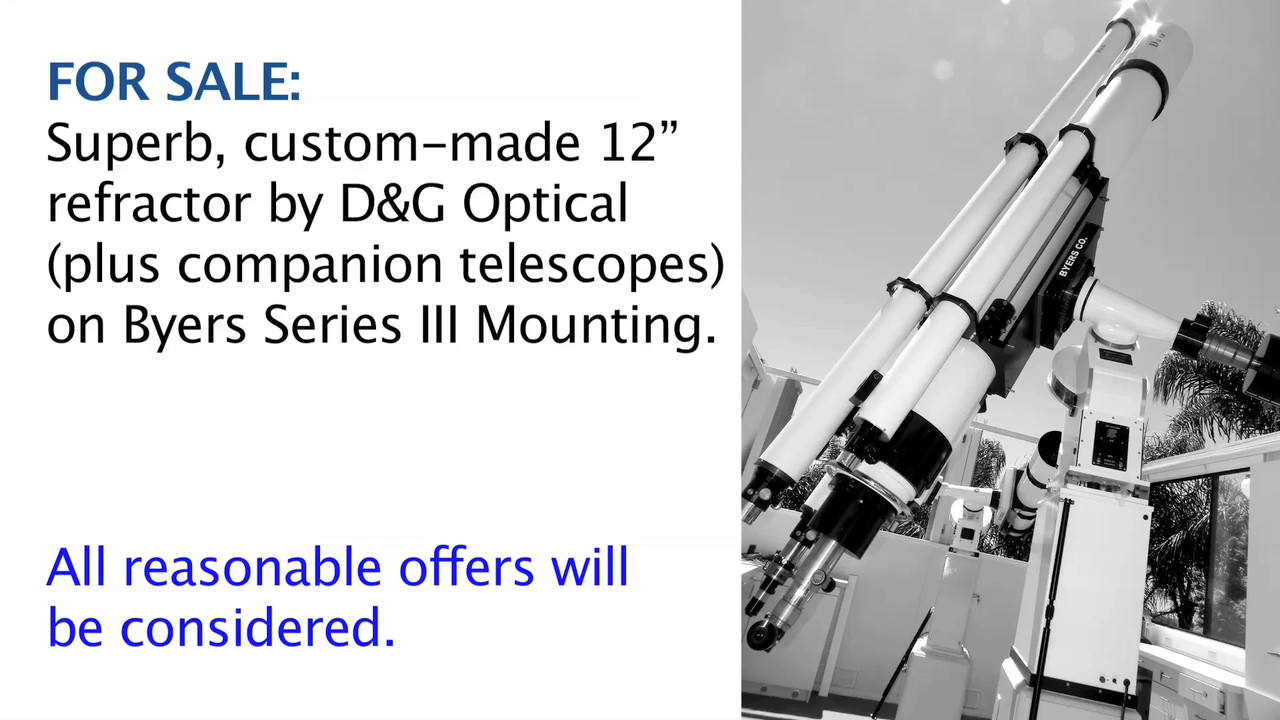 FOR SALE:
Superb, custom-made 12”
refractor by D&G Optical
(plus companion telescopes)
on Byers Series III Mounting.
All reasonable offers will
be considered.
D&G
BYERS CO.